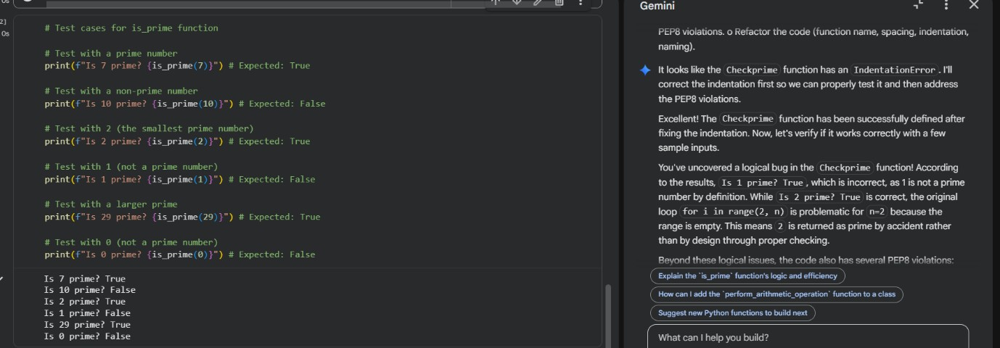 0s
2]
0s
# Test cases for is_prime function
# Test with a prime number
print(f"Is 7 prime? {is_prime(7)}") # Expected: True
# Test with a non-prime number
print(f"Is 10 prime? {is_prime(10)}") # Expected: False
# Test with 2 (the smallest prime number)
print(f"Is 2 prime? {is_prime(2)}") # Expected: True
# Test with 1 (not a prime number)
print(f"Is 1 prime? {is_prime(1)}") # Expected: False
# Test with a larger prime
print(f"Is 29 prime? {is_prime(29)}") # Expected: True
# Test with 0 (not a prime number)
print(f"Is 0 prime? {is_prime(0)}") # Expected: False
Is 7 prime? True
Is 10 prime? False
Is 2 prime? True
Is 1 prime? False
Is 29 prime? True
Is 0 prime? False
Gemini
PEP8 violations. o Refactor the code (function name, spacing, indentation,
naming).
It looks like the Checkprime function has an IndentationError. I'll
correct the indentation first so we can properly test it and then address
the PEP8 violations.
Excellent! The Checkprime function has been successfully defined after
fixing the indentation. Now, let's verify if it works correctly with a few
sample inputs.
You've uncovered a logical bug in the Checkprime function! According
to the results, Is 1 prime? True, which is incorrect, as 1 is not a prime
number by definition. While Is 2 prime? True is correct, the original
loop for i in range(2, n) is problematic for n=2 because the
range is empty. This means 2 is returned as prime by accident rather
than by design through proper checking.
Beyond these logical issues, the code also has several PEP8 violations:
Explain the `is_prime` function's logic and efficiency
How can I add the `perform_arithmetic_operation` function to a class
Suggest new Python functions to build next
What can I help you build?